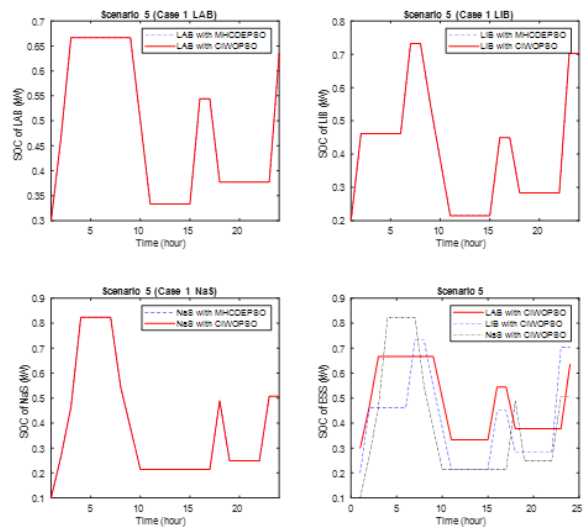 Scenario 5 (Case 1 LAB)
SOC of LAB (kW)
0.7
0.65
0.6
0.55
0.5
0.45
0.4
0.35
0.3
LAB with MHCDEPSO
LAB with CIWOPSO
5 10 15 20
Time (hour)
Scenario 5 (Case 1 LIB)
SOC of LIB (kW)
0.8
0.7
0.6
0.5
0.4
0.3
0.2
LIB with MHCDEPSO
LIB with CIWOPSO
5 10 15 20
Time (hour)
Scenario 5 (Case 1 NaS)
SOC of NaS (kW)
0.9
0.8
0.7
0.6
0.5
0.4
0.3
0.2
0.1
NaS with MHCDEPSO
NaS with CIWOPSO
5 10 15 20
Time (hour)
Scenario 5
SOC of ESS (kW)
0.9
0.8
0.7
0.6
0.5
0.4
0.3
0.2
0.1
LAB with CIWOPSO
LIB with CIWOPSO
NaS with CIWOPSO
0 5 10 15 20 25
Time (hour)